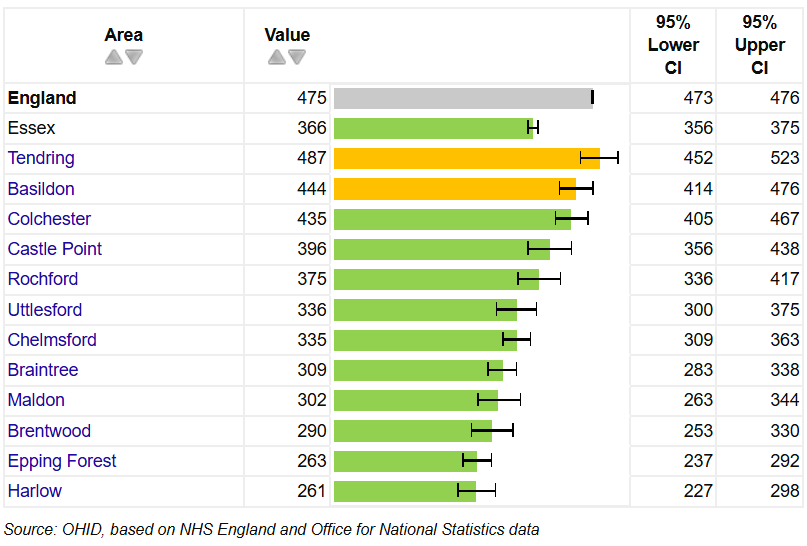 Area Value 95% Lower CI 95% Upper CI
England 475 473 476
Essex 366 356 375
Tendring 487 452 523
Basildon 444 414 476
Colchester 435 405 467
Castle Point 396 356 438
Rochford 375 336 417
Uttlesford 336 300 375
Chelmsford 335 309 363
Braintree 309 283 338
Maldon 302 263 344
Brentwood 290 253 330
Epping Forest 263 237 292
Harlow 261 227 298
Source: OHID, based on NHS England and Office for National Statistics data